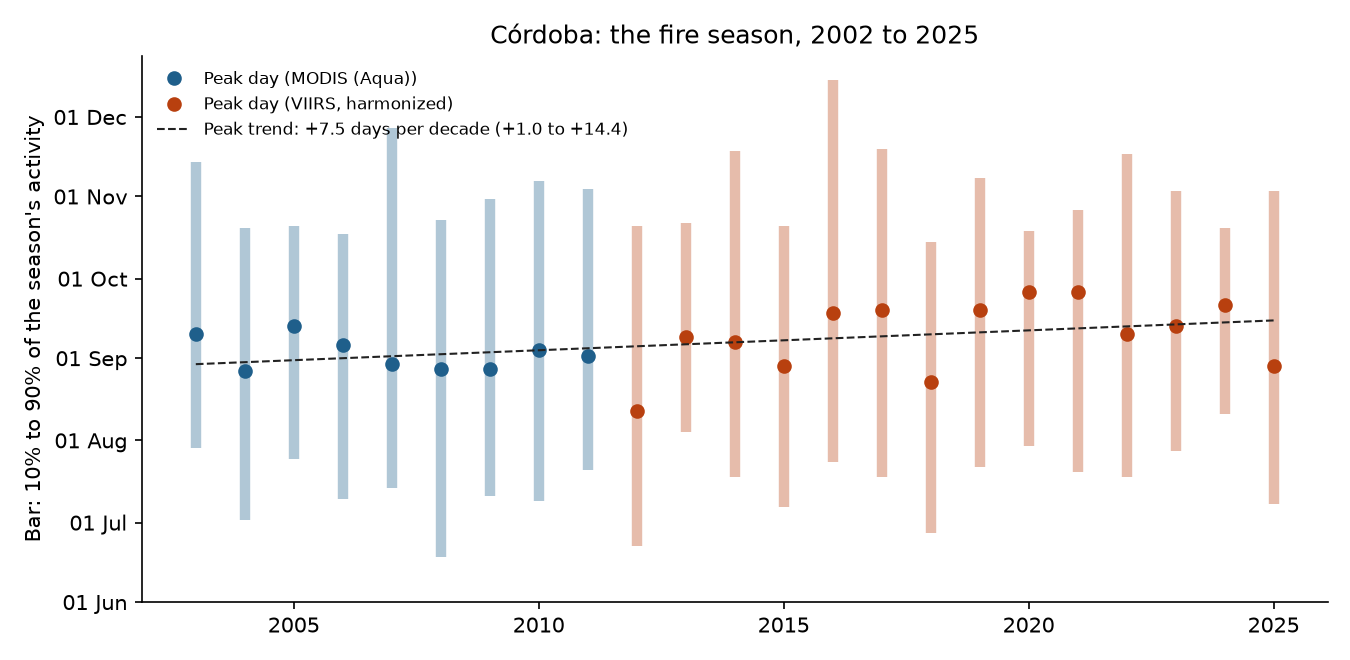 Córdoba: the fire season, 2002 to 2025
Peak day (MODIS (Aqua))
Peak day (VIIRS, harmonized)
Peak trend: +7.5 days per decade (+1.0 to +14.4)
Bar: 10% to 90% of the season's activity
01 Dec
01 Nov
01 Oct
01 Sep
01 Aug
01 Jul
01 Jun
2005
2010
2015
2020
2025